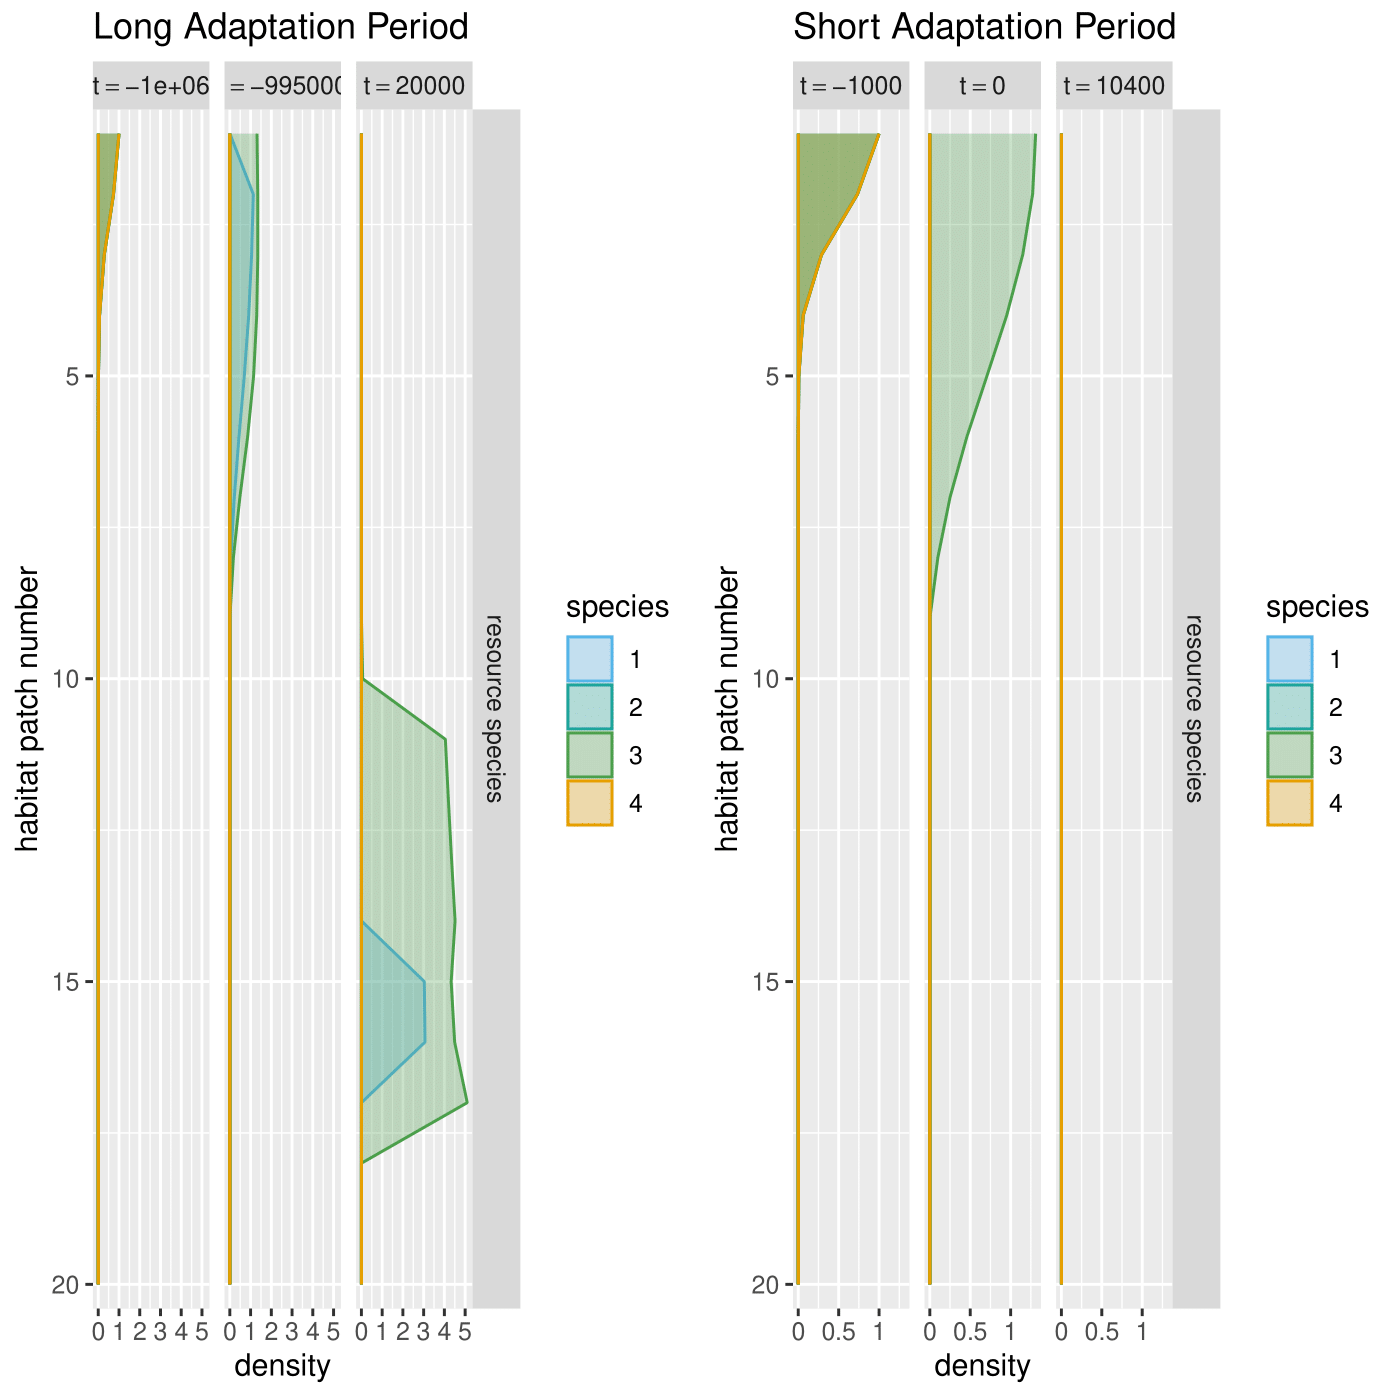 Long Adaptation Period
t = −1e+06
= −995000
t = 20000
5
10
15
20
habitat patch number
0 1 2 3 4 5
0 1 2 3 4 5
0 1 2 3 4 5
density
resource species
species
1
2
3
4
Short Adaptation Period
t = −1000
t = 0
t = 10400
5
10
15
20
habitat patch number
0 0.5 1
0 0.5 1
0 0.5 1
density
resource species
species
1
2
3
4